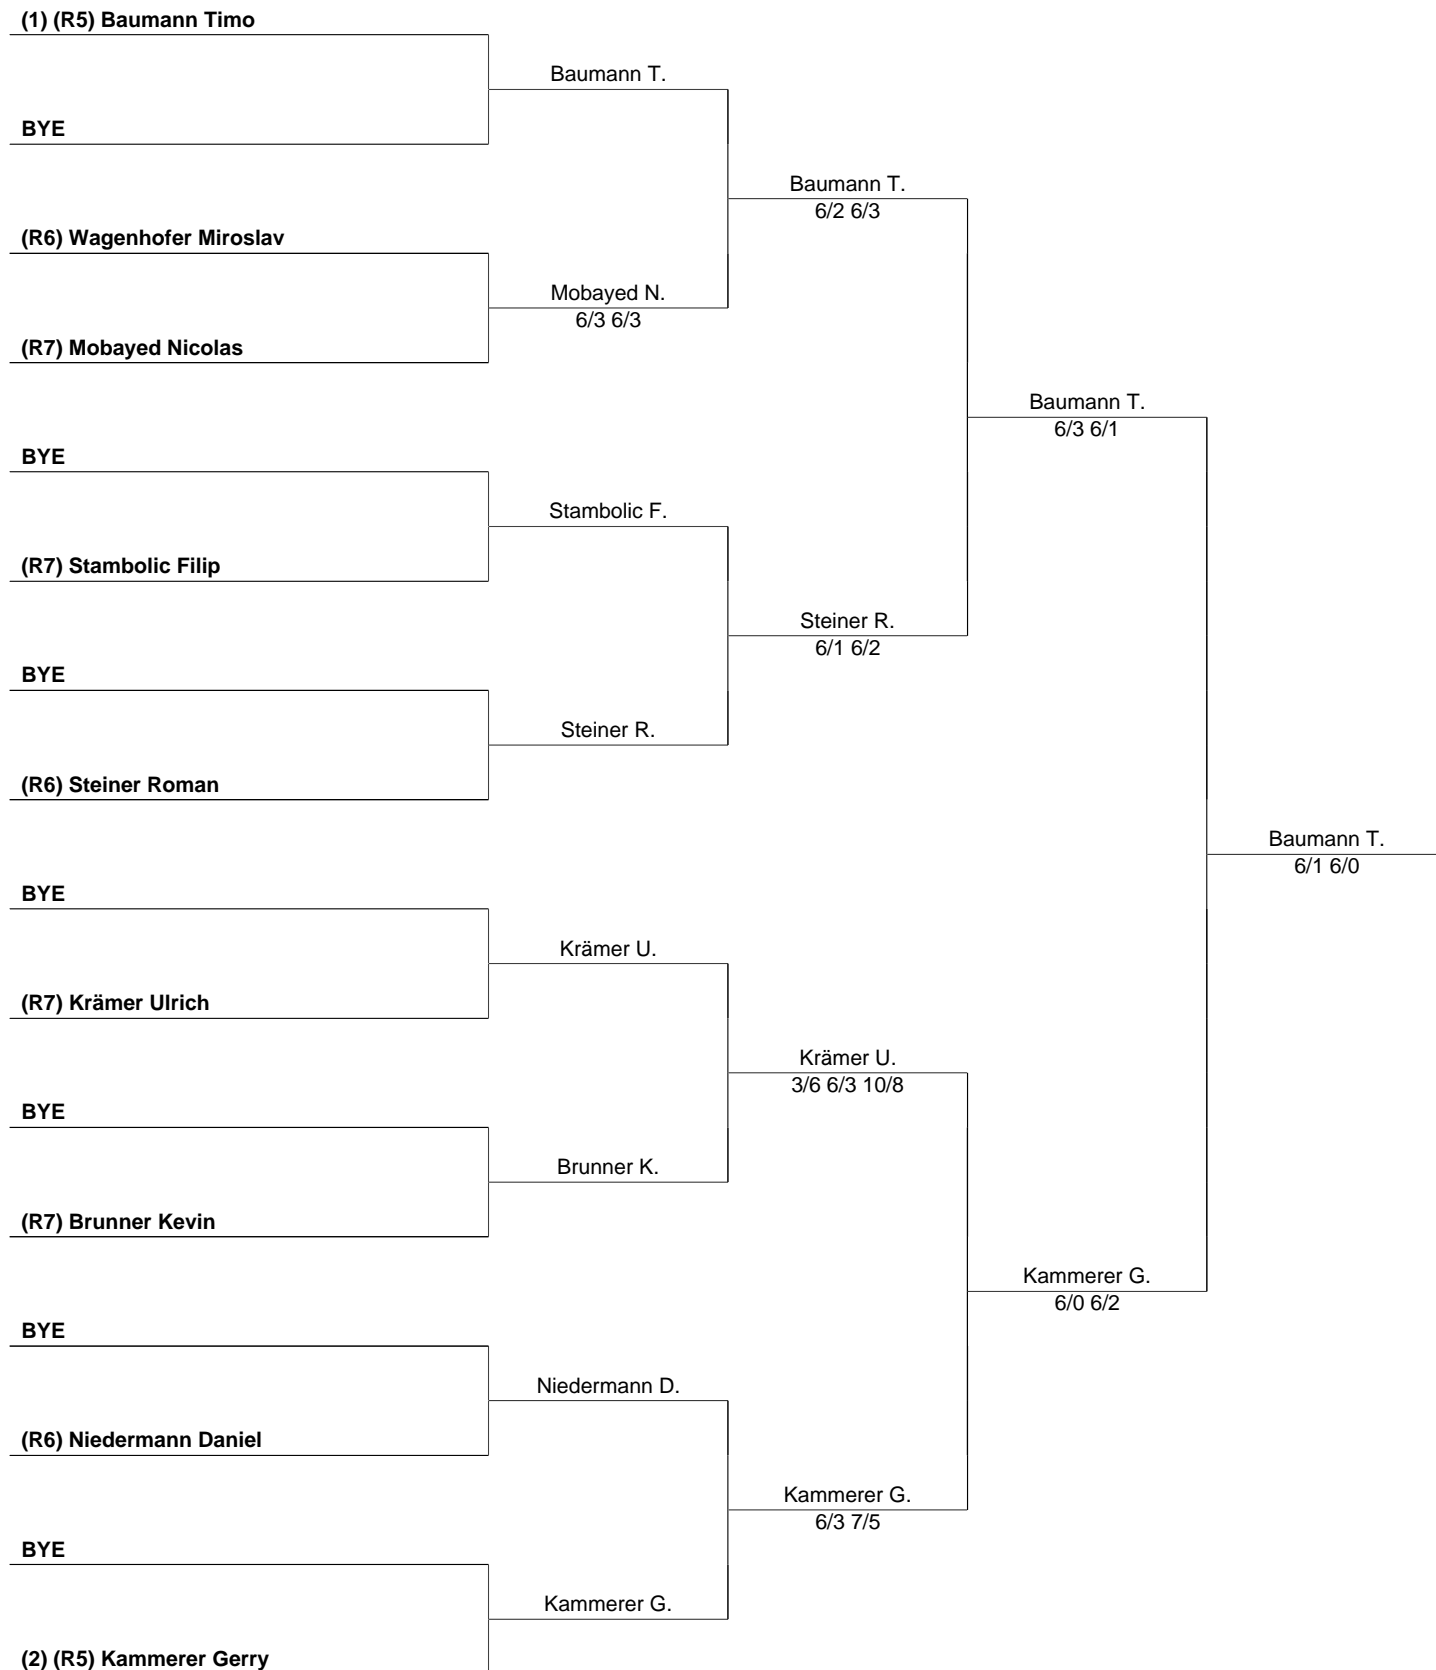 (1) (R5) Baumann Timo
Baumann T.
BYE
Baumann T.
6/2 6/3
(R6) Wagenhofer Miroslav
Mobayed N.
6/3 6/3
(R7) Mobayed Nicolas
Baumann T.
6/3 6/1
BYE
Stambolic F.
(R7) Stambolic Filip
Steiner R.
6/1 6/2
BYE
Steiner R.
(R6) Steiner Roman
Baumann T.
6/1 6/0
BYE
Krämer U.
(R7) Krämer Ulrich
Krämer U.
3/6 6/3 10/8
BYE
Brunner K.
(R7) Brunner Kevin
Kammerer G.
6/0 6/2
BYE
Niedermann D.
(R6) Niedermann Daniel
Kammerer G.
6/3 7/5
BYE
Kammerer G.
(2) (R5) Kammerer Gerry